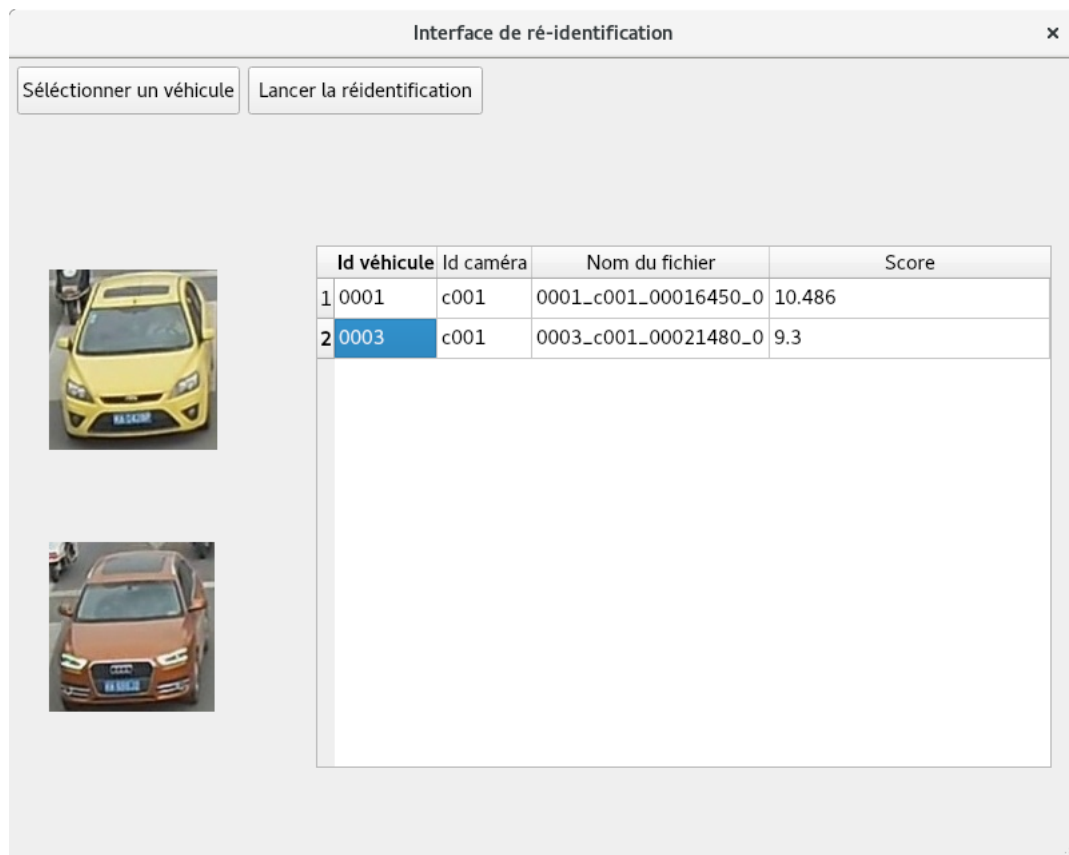 Interface de ré-identification ×
Séléctionner un véhicule Lancer la réidentification
Id véhicule Id caméra Nom du fichier Score
1 0001 c001 0001_c001_00016450_0 10.486
2 0003 c001 0003_c001_00021480_0 9.3